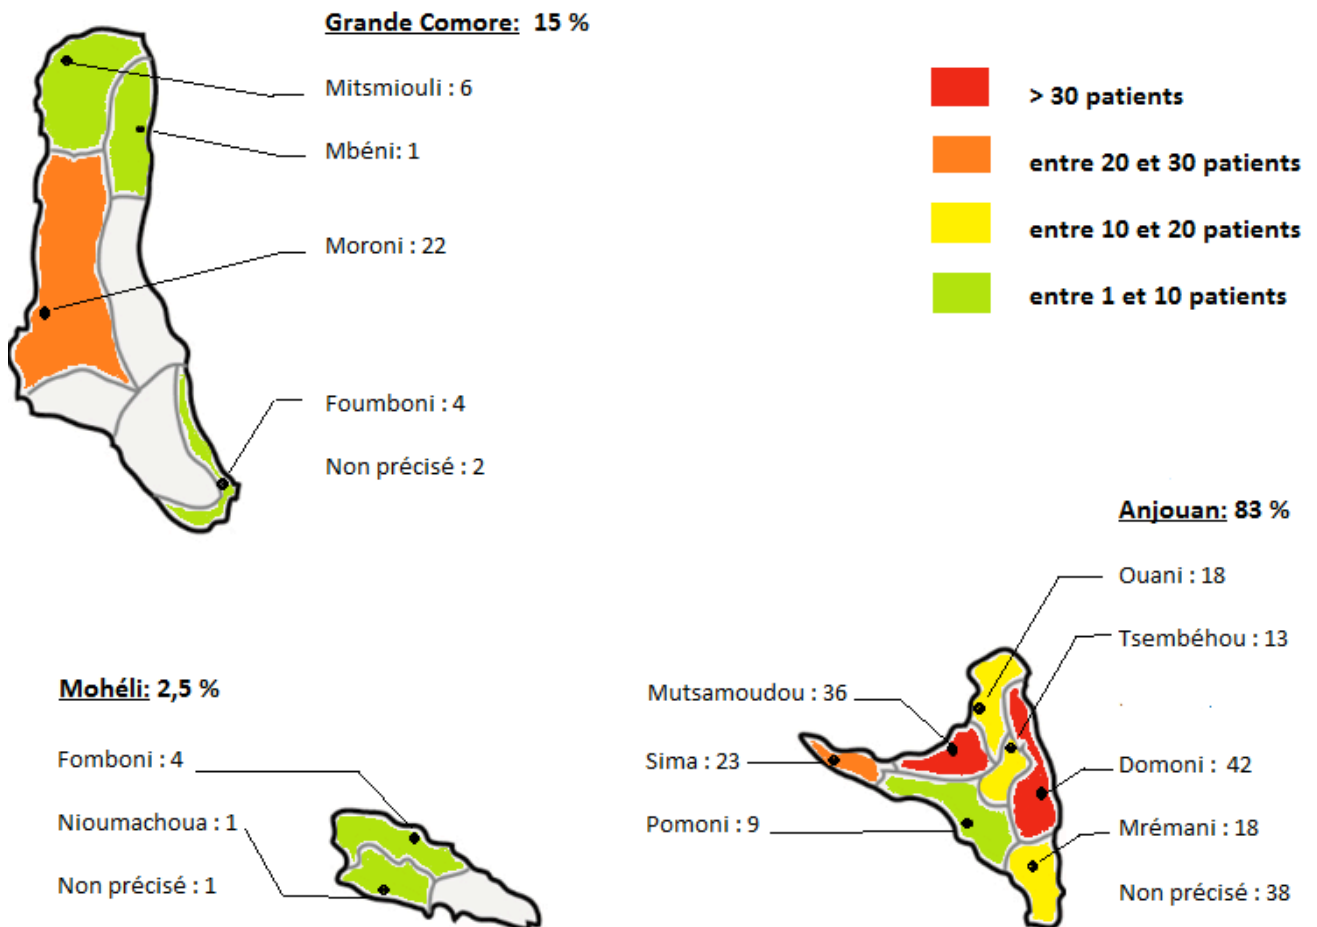 Grande Comore: 15 %
Mitsmiouli : 6
Mbéni: 1
Moroni : 22
Foumboni : 4
Non précisé : 2
> 30 patients
entre 20 et 30 patients
entre 10 et 20 patients
entre 1 et 10 patients
Mohéli: 2,5 %
Fomboni : 4
Nioumachoua : 1
Non précisé : 1
Anjouan: 83 %
Ouani : 18
Tsembéhou : 13
Mutsamoudou : 36
Sima : 23
Pomoni : 9
Domoni : 42
Mrémani : 18
Non précisé : 38